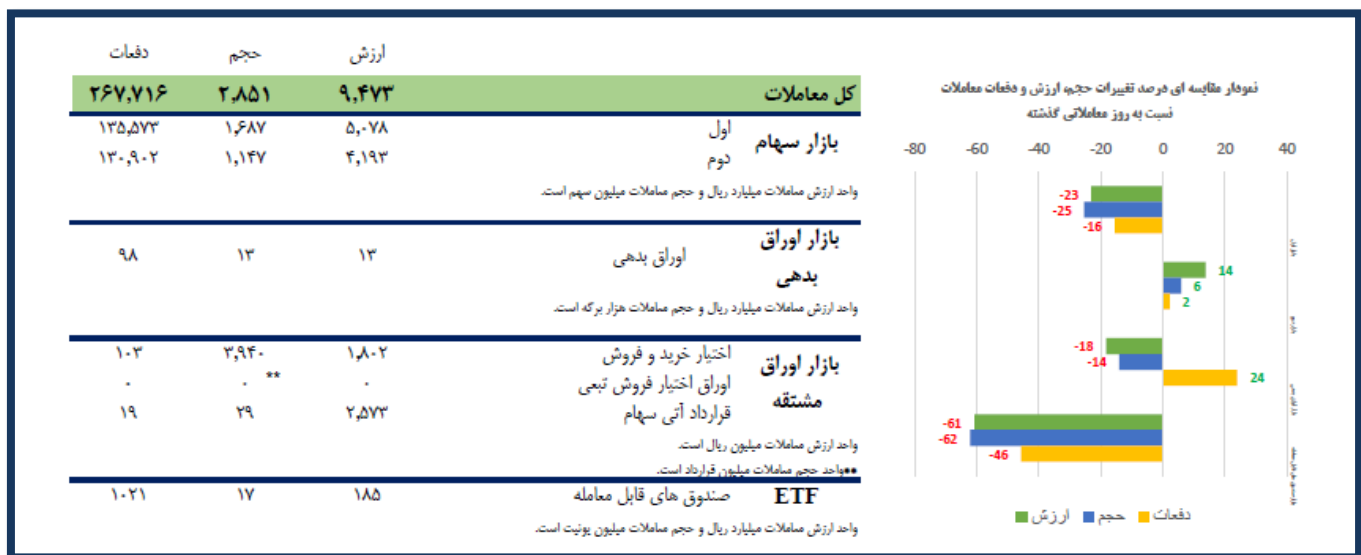 ارزش حجم دفعات
کل معاملات ۹,۴۷۳ ۲,۸۵۱ ۲۶۷,۷۱۶
بازار سهام
اول ۵,۰۷۸ ۱,۶۸۷ ۱۳۵,۵۷۳
دوم ۴,۱۹۳ ۱,۱۴۷ ۱۳۰,۹۰۲
واحد ارزش معاملات میلیارد ریال و حجم معاملات میلیون سهم است.
بازار اوراق
بدهی
اوراق بدهی ۱۳ ۱۳ ۹۸
واحد ارزش معاملات میلیارد ریال و حجم معاملات هزار برگه است.
بازار اوراق
مشتقه
اختیار خرید و فروش ۱,۸۰۲ ۳,۹۴۰ ۱۰۳
اوراق اختیار فروش تبعی ۰ ۰ ** ۰
قرارداد آتی سهام ۲,۵۷۳ ۲۹ ۱۹
واحد ارزش معاملات میلیون ریال است.
**واحد حجم معاملات میلیون قرارداد است.
ETF صندوق های قابل معامله ۱۸۵ ۱۷ ۱۰۲۱
واحد ارزش معاملات میلیارد ریال و حجم معاملات میلیون یونیت است.
نمودار مقایسه ای درصد تغییرات حجم، ارزش و دفعات معاملات
نسبت به روز معاملاتی گذشته
-80 -60 -40 -20 0 20 40
-23
-25
-16
14
6
2
-18
-14
24
-61
-62
-46
ارزش حجم دفعات